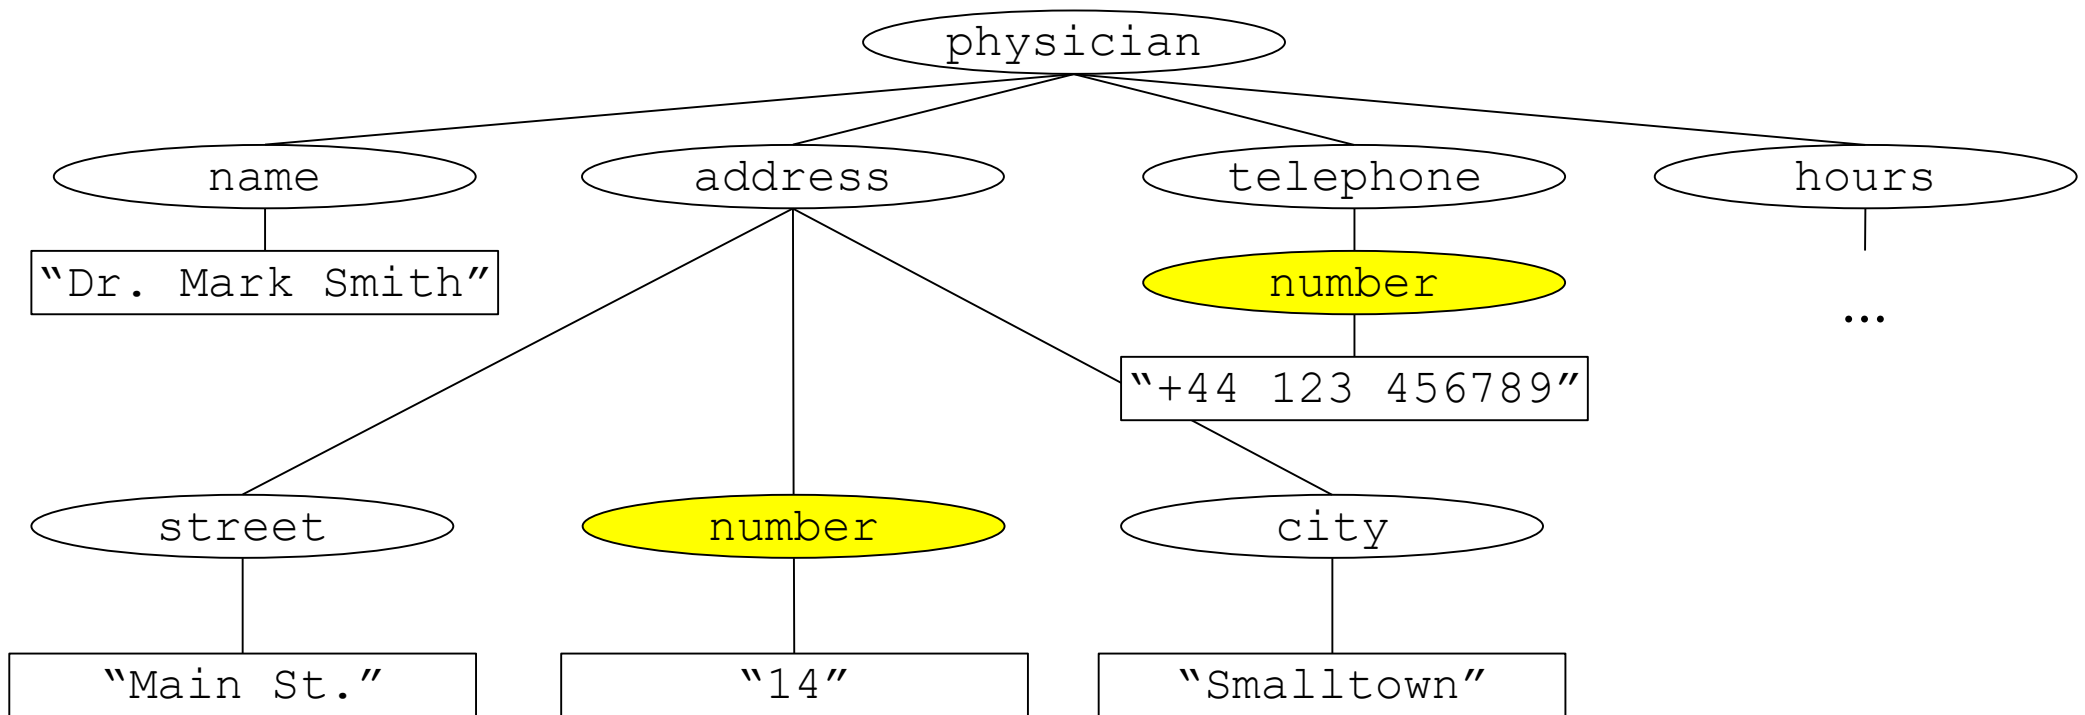 physician
name address telephone hours
“Dr. Mark Smith” number
...
“+44 123 456789”
street number city
“Main St.” “14” “Smalltown”